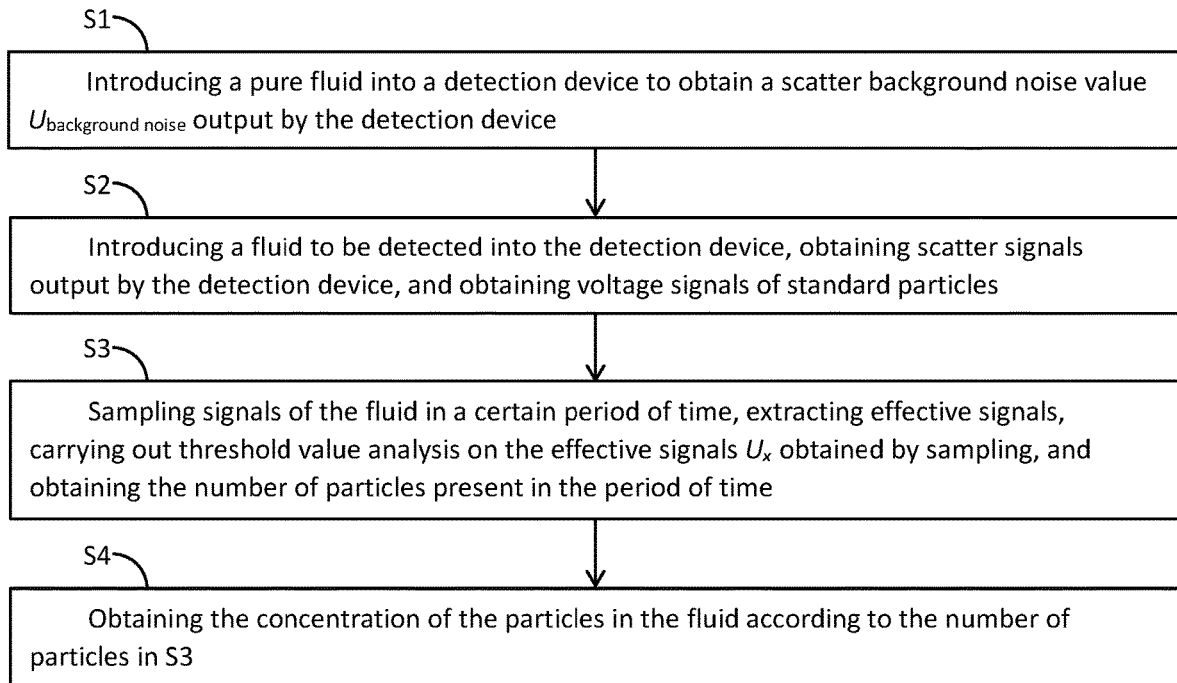 S1
Introducing a pure fluid into a detection device to obtain a scatter background noise value
Ubackground noise output by the detection device
S2
Introducing a fluid to be detected into the detection device, obtaining scatter signals
output by the detection device, and obtaining voltage signals of standard particles
S3
Sampling signals of the fluid in a certain period of time, extracting effective signals,
carrying out threshold value analysis on the effective signals Ux obtained by sampling, and
obtaining the number of particles present in the period of time
S4
Obtaining the concentration of the particles in the fluid according to the number of
particles in S3